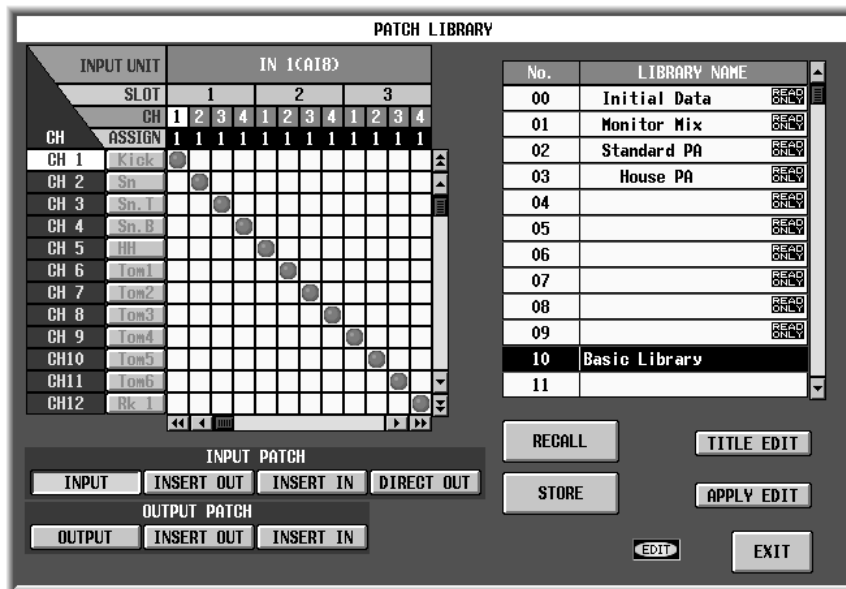 PATCH LIBRARY
INPUT UNIT IN 1(AI8)
SLOT 1 2 3
CH 1 2 3 4 1 2 3 4 1 2 3 4
CH ASSIGN 1 1 1 1 1 1 1 1 1 1 1 1
CH 1 Kick
CH 2 Sn
CH 3 Sn.T
CH 4 Sn.B
CH 5 HH
CH 6 Tom1
CH 7 Tom2
CH 8 Tom3
CH 9 Tom4
CH10 Tom5
CH11 Tom6
CH12 Rk 1
No. LIBRARY NAME
00 Initial Data READ ONLY
01 Monitor Mix READ ONLY
02 Standard PA READ ONLY
03 House PA READ ONLY
04 READ ONLY
05 READ ONLY
06 READ ONLY
07 READ ONLY
08 READ ONLY
09 READ ONLY
10 Basic Library
11
INPUT PATCH
INPUT INSERT OUT INSERT IN DIRECT OUT
OUTPUT PATCH
OUTPUT INSERT OUT INSERT IN
RECALL TITLE EDIT
STORE APPLY EDIT
EDIT EXIT